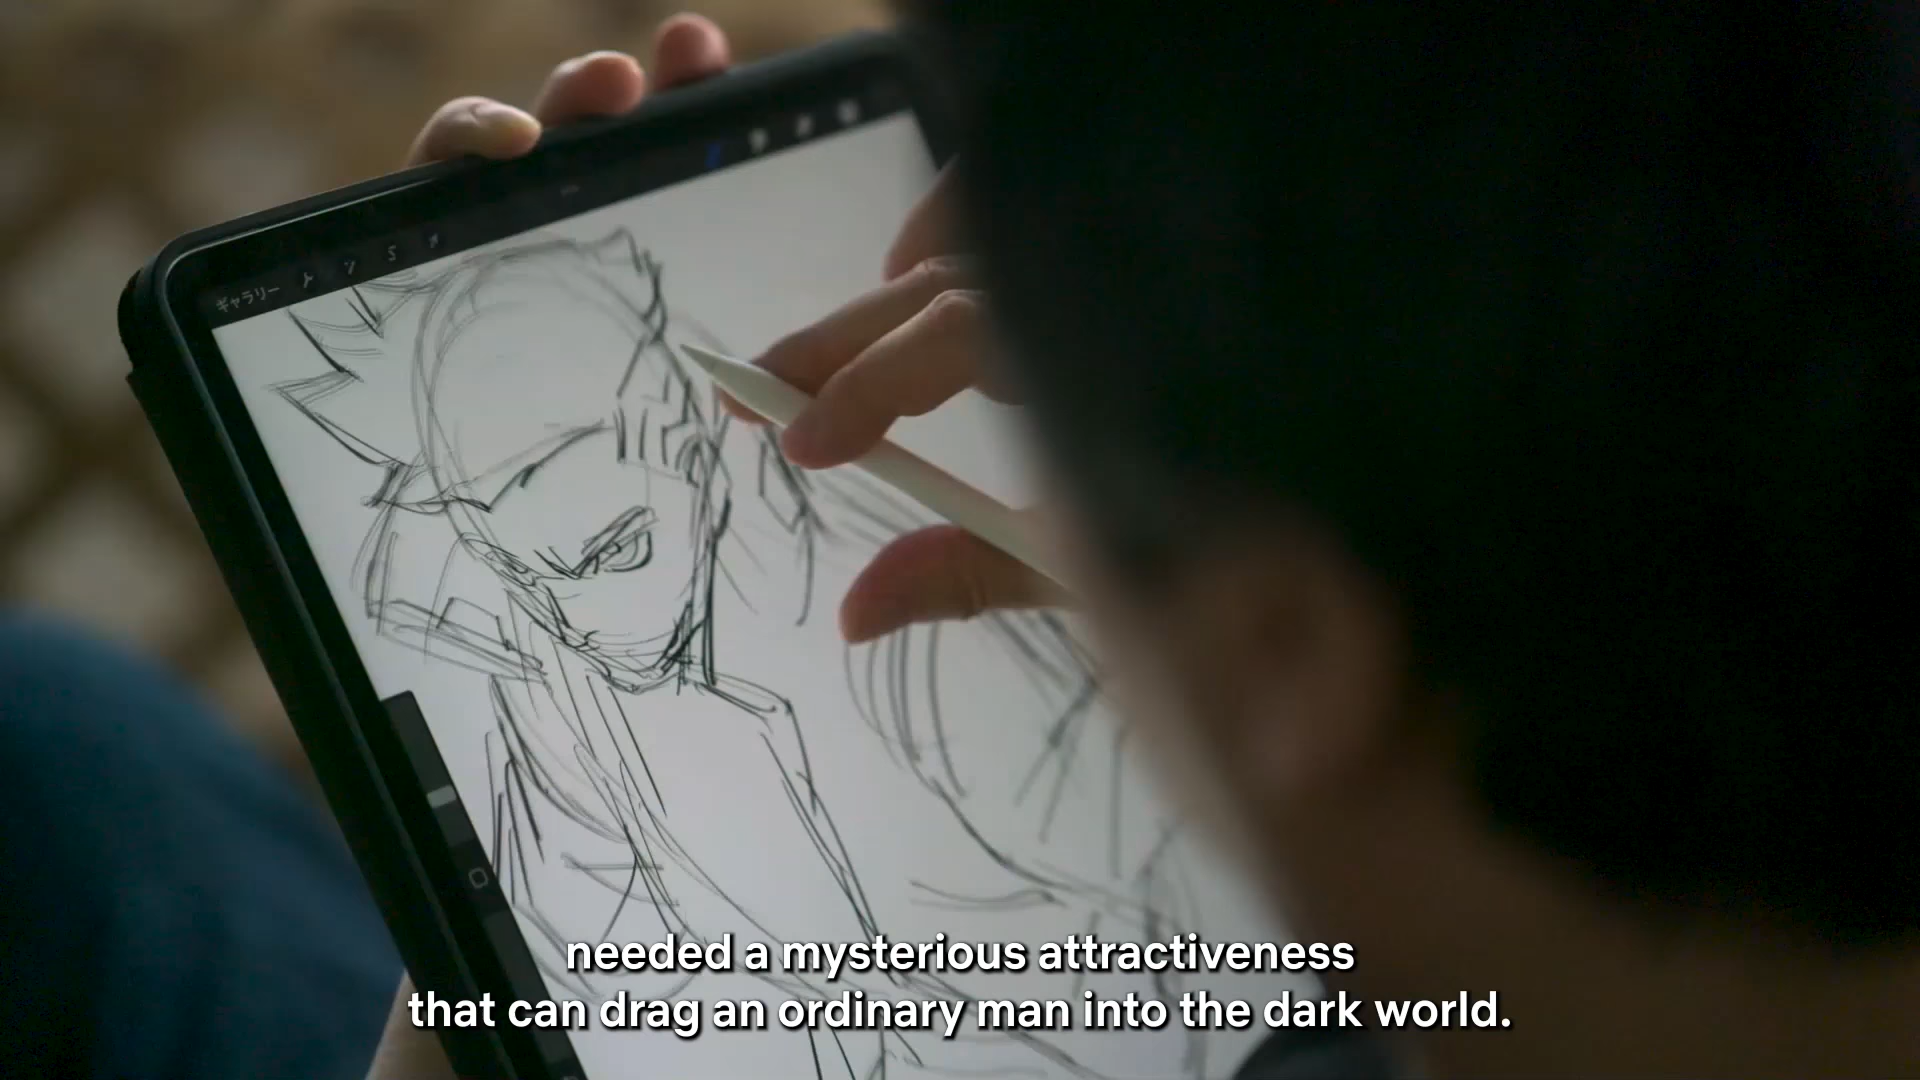 ギャラリー
needed a mysterious attractiveness
that can drag an ordinary man into the dark world.